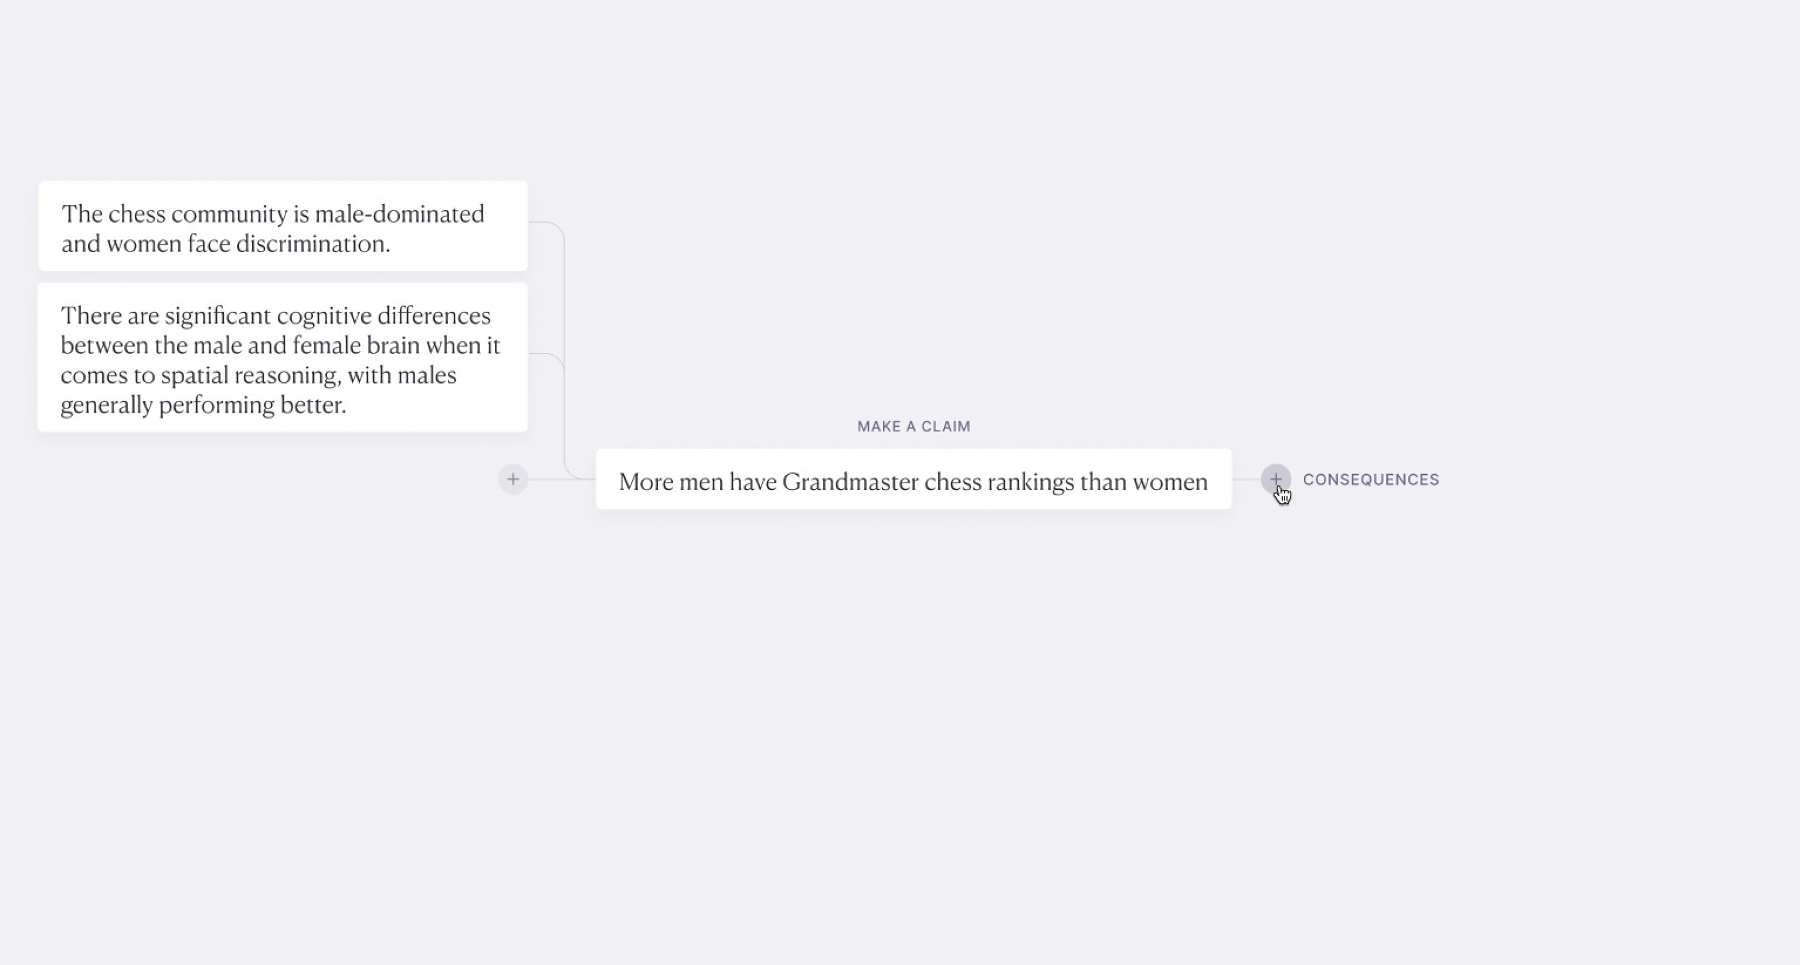 The chess community is male-dominated
and women face discrimination.
There are significant cognitive differences
between the male and female brain when it
comes to spatial reasoning, with males
generally performing better.
MAKE A CLAIM
More men have Grandmaster chess rankings than women
CONSEQUENCES